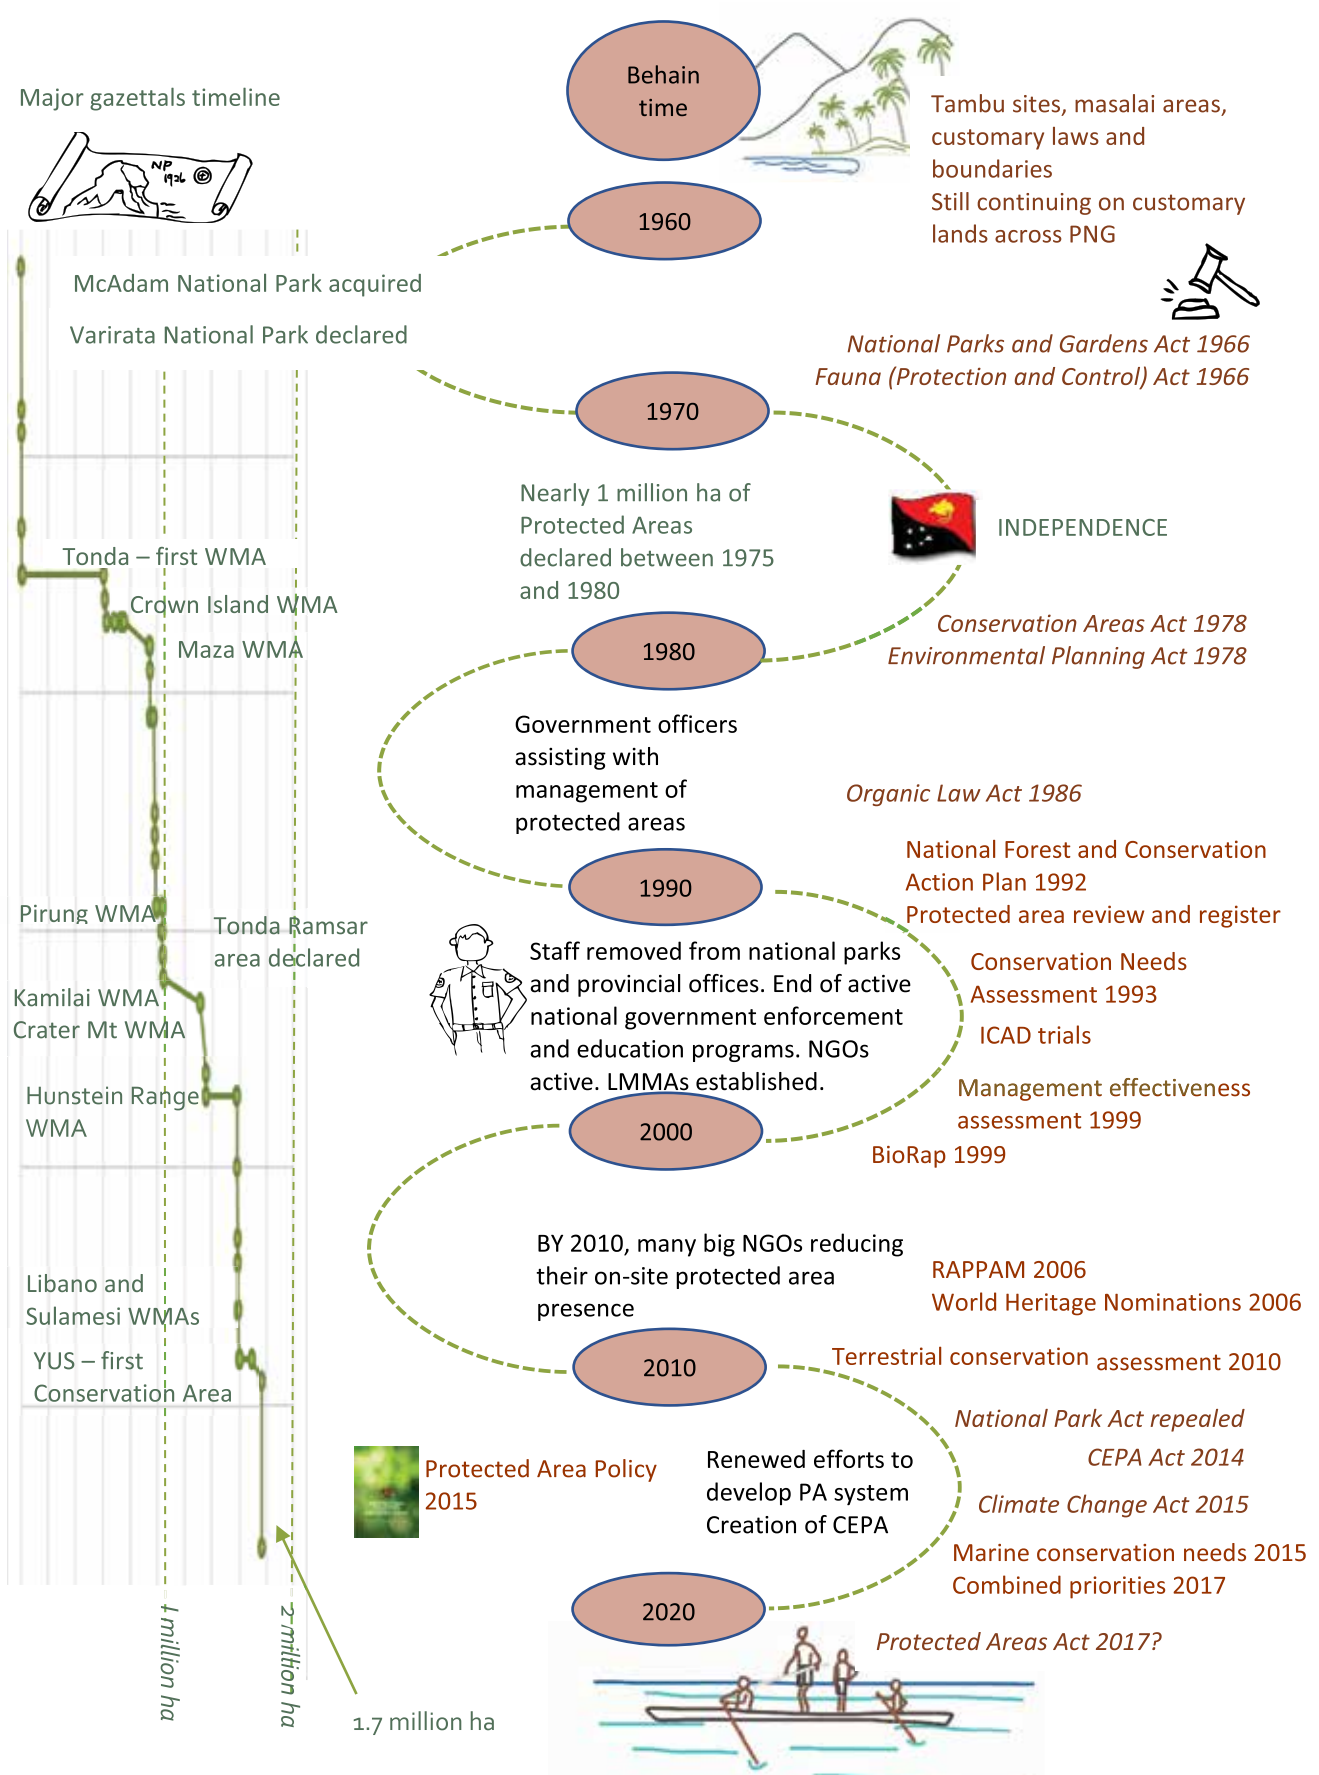 Behain
time
Major gazettals timeline
NP
1926
Tambu sites, masalai areas,
customary laws and
boundaries
Still continuing on customary
lands across PNG
1960
McAdam National Park acquired
Varirata National Park declared
National Parks and Gardens Act 1966
Fauna (Protection and Control) Act 1966
1970
Nearly 1 million ha of
Protected Areas
declared between 1975
and 1980
INDEPENDENCE
Tonda – first WMA
Crown Island WMA
Maza WMA
Conservation Areas Act 1978
Environmental Planning Act 1978
1980
Government officers
assisting with
management of
protected areas
Organic Law Act 1986
National Forest and Conservation
Action Plan 1992
Protected area review and register
1990
Pirung WMA
Tonda Ramsar
area declared
Staff removed from national parks
and provincial offices. End of active
national government enforcement
and education programs. NGOs
active. LMMAs established.
Conservation Needs
Assessment 1993
ICAD trials
Kamilai WMA
Crater Mt WMA
Hunstein Range
WMA
Management effectiveness
assessment 1999
BioRap 1999
2000
BY 2010, many big NGOs reducing
their on-site protected area
presence
RAPPAM 2006
World Heritage Nominations 2006
Libano and
Sulamesi WMAs
YUS – first
Conservation Area
2010
Terrestrial conservation assessment 2010
National Park Act repealed
CEPA Act 2014
Protected Area Policy
2015
Renewed efforts to
develop PA system
Creation of CEPA
Climate Change Act 2015
Marine conservation needs 2015
Combined priorities 2017
2020
Protected Areas Act 2017?
1 million ha
2 million ha
1.7 million ha